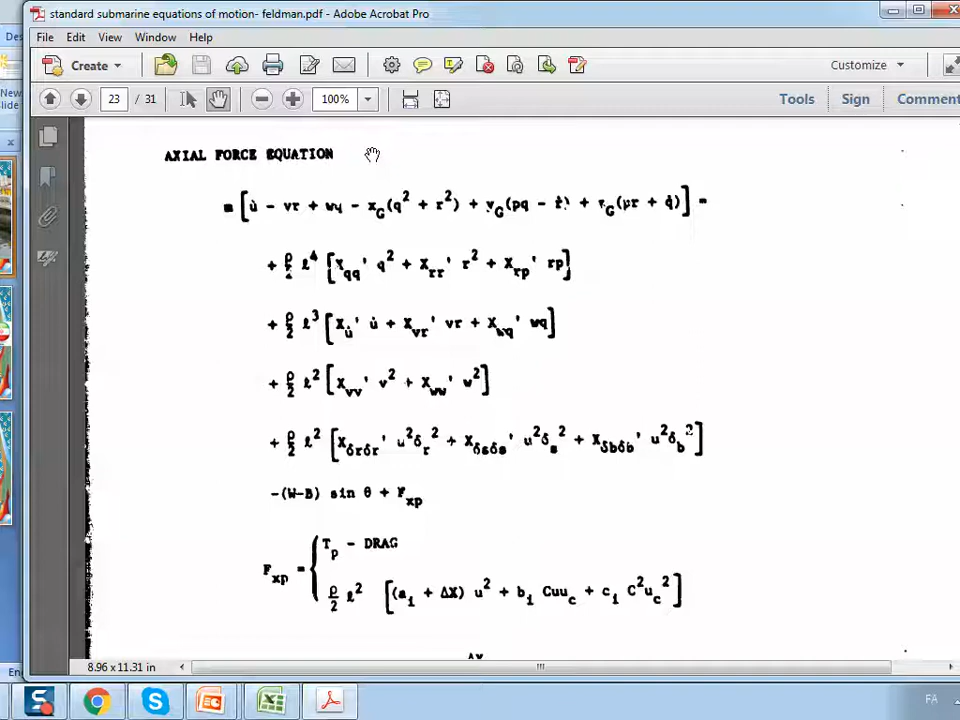 standard submarine equations of motion- feldman.pdf - Adobe Acrobat Pro
Des
File Edit View Window Help
New
Slide
Create
Customize
23 / 31 100% Tools Sign Comment
AXIAL FORCE EQUATION
m [u̇ - vr + wq - x_G(q² + r²) + y_G(pq - ṙ) + z_G(pr + q̇)] =
+ ρ/2 ℓ⁴ [X_qq' q² + X_rr' r² + X_rp' rp]
+ ρ/2 ℓ³ [X_u̇' u̇ + X_vr' vr + X_wq' wq]
+ ρ/2 ℓ² [X_vv' v² + X_ww' w²]
+ ρ/2 ℓ² [X_δrδr' u²δ_r² + X_δsδs' u²δ_s² + X_δbδb' u²δ_b²]
-(W-B) sin θ + F_xp
F_xp = { T_p - DRAG
ρ/2 ℓ² [(a_i + ΔX) u² + b_i Cuu_c + c_i C²u_c²]
8.96 x 11.31 in
FA